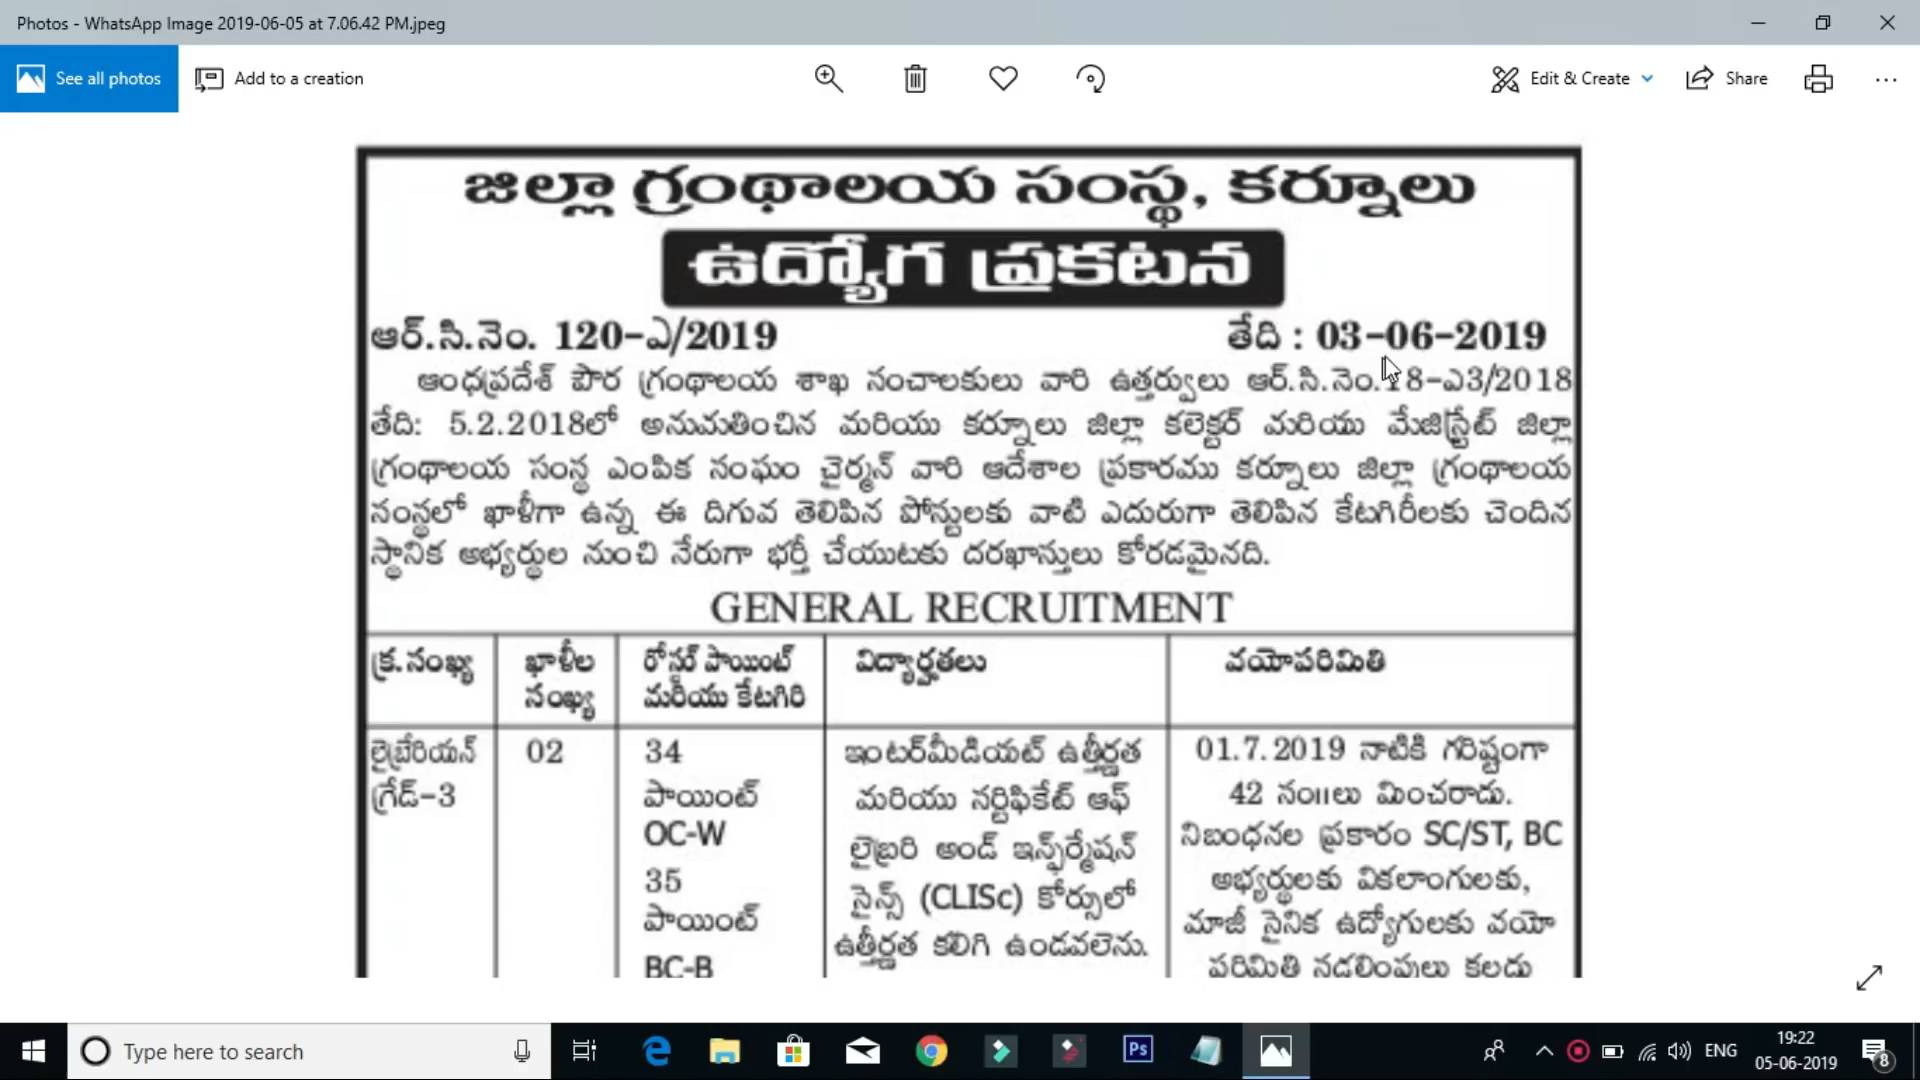 Photos - WhatsApp Image 2019-06-05 at 7.06.42 PM.jpeg
See all photos
Add to a creation
Edit & Create
Share
జిల్లా గ్రంథాలయ సంస్థ, కర్నూలు
ఉద్యోగ ప్రకటన
ఆర్.సి.నెం. 120-ఎ/2019 తేది : 03-06-2019
ఆంధ్రప్రదేశ్ పౌర గ్రంథాలయ శాఖ సంచాలకులు వారి ఉత్తర్వులు ఆర్.సి.నెం. 8-ఎ3/2018
తేది: 5.2.2018లో అనుమతించిన మరియు కర్నూలు జిల్లా కలెక్టర్ మరియు మేజిస్ట్రేట్ జిల్లా
గ్రంథాలయ సంస్థ ఎంపిక సంఘం చైర్మన్ వారి ఆదేశాల ప్రకారము కర్నూలు జిల్లా గ్రంథాలయ
సంస్థలో ఖాళీగా ఉన్న ఈ దిగువ తెలిపిన పోస్టులకు వాటి ఎదురుగా తెలిపిన కేటగిరీలకు చెందిన
స్థానిక అభ్యర్థుల నుంచి నేరుగా భర్తీ చేయుటకు దరఖాస్తులు కోరడమైనది.
GENERAL RECRUITMENT
క్ర.సంఖ్య
ఖాళీల
సంఖ్య
రోస్టర్ పాయింట్
మరియు కేటగిరి
విద్యార్హతలు
వయోపరిమితి
లైబ్రేరియన్
గ్రేడ్-3
02
34
పాయింట్
OC-W
35
పాయింట్
BC-B
ఇంటర్మీడియట్ ఉత్తీర్ణత
మరియు సర్టిఫికేట్ ఆఫ్
లైబ్రరి అండ్ ఇన్ఫర్మేషన్
సైన్స్ (CLISc) కోర్సులో
ఉత్తీర్ణత కలిగి ఉండవలెను.
01.7.2019 నాటికి గరిష్టంగా
42 సం॥లు మించరాదు.
నిబంధనల ప్రకారం SC/ST, BC
అభ్యర్థులకు వికలాంగులకు,
మాజీ సైనిక ఉద్యోగులకు వయో
పరిమితి సడలింపులు కలదు
Type here to search
Ps
ENG
19:22
05-06-2019
8